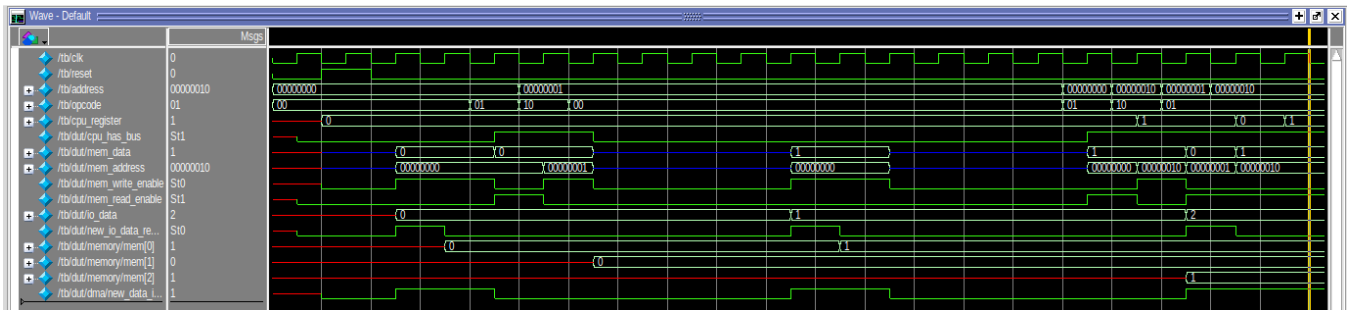 Wave - Default
Msgs
/tb/clk 0
/tb/reset 0
/tb/address 00000010 00000000 00000001 00000000 00000010 00000001 00000010
/tb/opcode 01 00 01 10 00 01 10 01
/tb/cpu_register 1 0 1 0 1
/tb/dut/cpu_has_bus St1
/tb/dut/mem_data 1 0 0 1 1 0 1
/tb/dut/mem_address 00000010 00000000 00000001 00000000 00000000 00000010 00000001 00000010
/tb/dut/mem_write_enable St0
/tb/dut/mem_read_enable St1
/tb/dut/io_data 2 0 1 2
/tb/dut/new_io_data_re... St0
/tb/dut/memory/mem[0] 1 0 1
/tb/dut/memory/mem[1] 0 0
/tb/dut/memory/mem[2] 1 1
/tb/dut/dma/new_data_i... 1